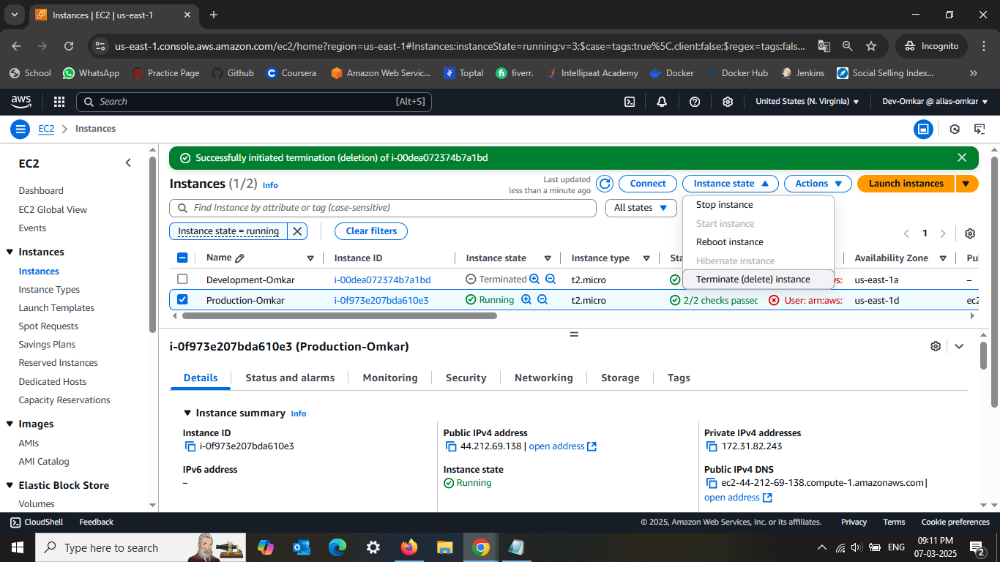 Instances | EC2 | us-east-1
us-east-1.console.aws.amazon.com/ec2/home?region=us-east-1#Instances:instanceState=running;v=3;$case=tags:true%5C,client:false;$regex=tags:fals...
Incognito
School WhatsApp Practice Page Github Coursera Amazon Web Servic... Toptal fiverr. Intellipaat Academy Docker Docker Hub Jenkins Social Selling Index...
aws Search [Alt+S] United States (N. Virginia) Dev-Omkar @ alias-omkar
EC2 Instances
EC2
Dashboard
EC2 Global View
Events
Instances
Instances
Instance Types
Launch Templates
Spot Requests
Savings Plans
Reserved Instances
Dedicated Hosts
Capacity Reservations
Images
AMIs
AMI Catalog
Elastic Block Store
Volumes
Successfully initiated termination (deletion) of i-00dea072374b7a1bd
Instances (1/2) Info
Last updated
less than a minute ago
Connect Instance state Actions Launch instances
Find Instance by attribute or tag (case-sensitive) All states
Stop instance
Start instance
Reboot instance
Hibernate instance
Terminate (delete) instance
Instance state = running Clear filters
1
Name Instance ID Instance state Instance type Sta Availability Zone Pu
Development-Omkar i-00dea072374b7a1bd Terminated t2.micro ws: us-east-1a –
Production-Omkar i-0f973e207bda610e3 Running t2.micro 2/2 checks passed User: arn:aws: us-east-1d ec2
i-0f973e207bda610e3 (Production-Omkar)
Details Status and alarms Monitoring Security Networking Storage Tags
Instance summary Info
Instance ID
i-0f973e207bda610e3
Public IPv4 address
44.212.69.138 | open address
Private IPv4 addresses
172.31.82.243
IPv6 address
–
Instance state
Running
Public IPv4 DNS
ec2-44-212-69-138.compute-1.amazonaws.com |
open address
CloudShell Feedback © 2025, Amazon Web Services, Inc. or its affiliates. Privacy Terms Cookie preferences
Type here to search
ENG
09:11 PM
07-03-2025
2